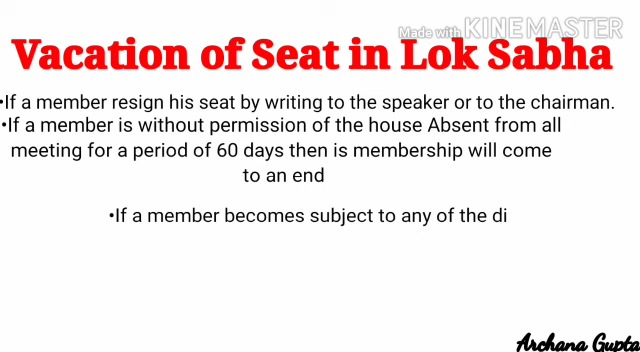 Made with KINEMASTER
Vacation of Seat in Lok Sabha
•If a member resign his seat by writing to the speaker or to the chairman.
•If a member is without permission of the house Absent from all
meeting for a period of 60 days then is membership will come
to an end
•If a member becomes subject to any of the di
Archana Gupta